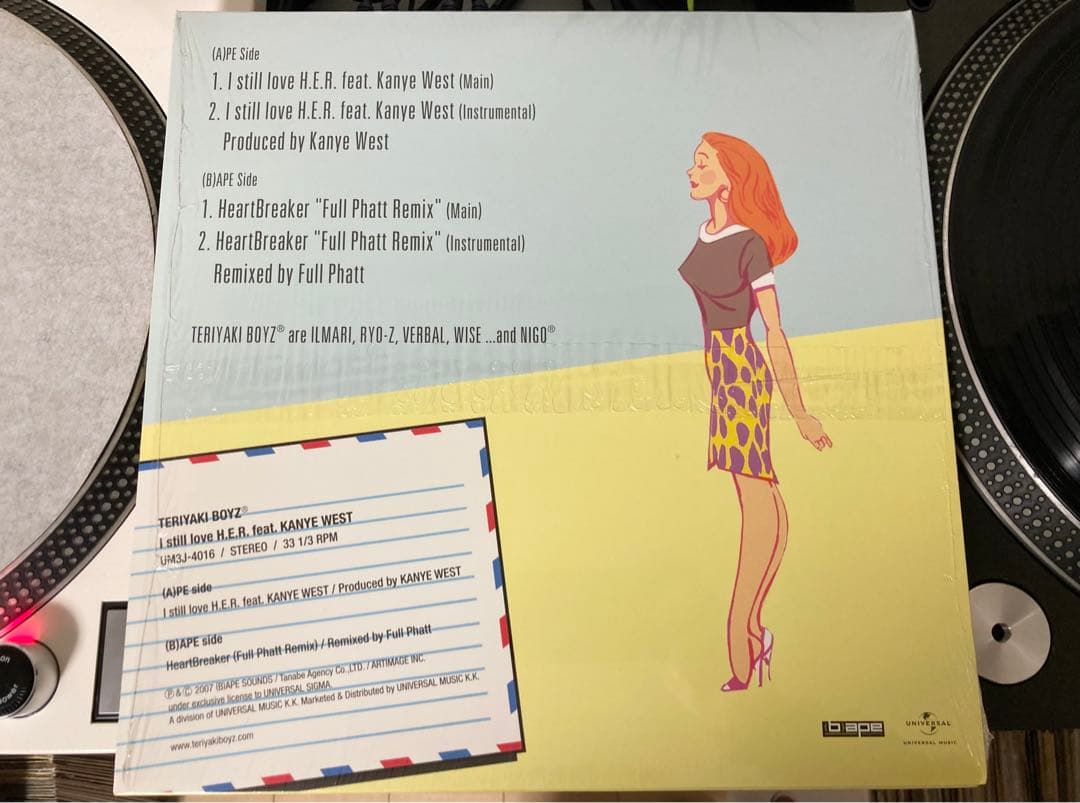 (A)PE Side
1. I still love H.E.R. feat. Kanye West (Main)
2. I still love H.E.R. feat. Kanye West (Instrumental)
Produced by Kanye West
(B)APE Side
1. HeartBreaker "Full Phatt Remix" (Main)
2. HeartBreaker "Full Phatt Remix" (Instrumental)
Remixed by Full Phatt
TERIYAKI BOYZ® are ILMARI, RYO-Z, VERBAL, WISE ...and NIGO®
TERIYAKI BOYZ®
I still love H.E.R. feat. KANYE WEST
UM3J-4016 / STEREO / 33 1/3 RPM
(A)PE side
I still love H.E.R. feat. KANYE WEST / Produced by KANYE WEST
(B)APE side
HeartBreaker (Full Phatt Remix) / Remixed by Full Phatt
℗ & © 2007 (B)APE SOUNDS / Tanabe Agency Co.,LTD. / ARTIMAGE INC.
under exclusive license to UNIVERSAL SIGMA.
A division of UNIVERSAL MUSIC K.K. Marketed & Distributed by UNIVERSAL MUSIC K.K.
www.teriyakiboyz.com
(b)ape
UNIVERSAL
UNIVERSAL MUSIC
on
power